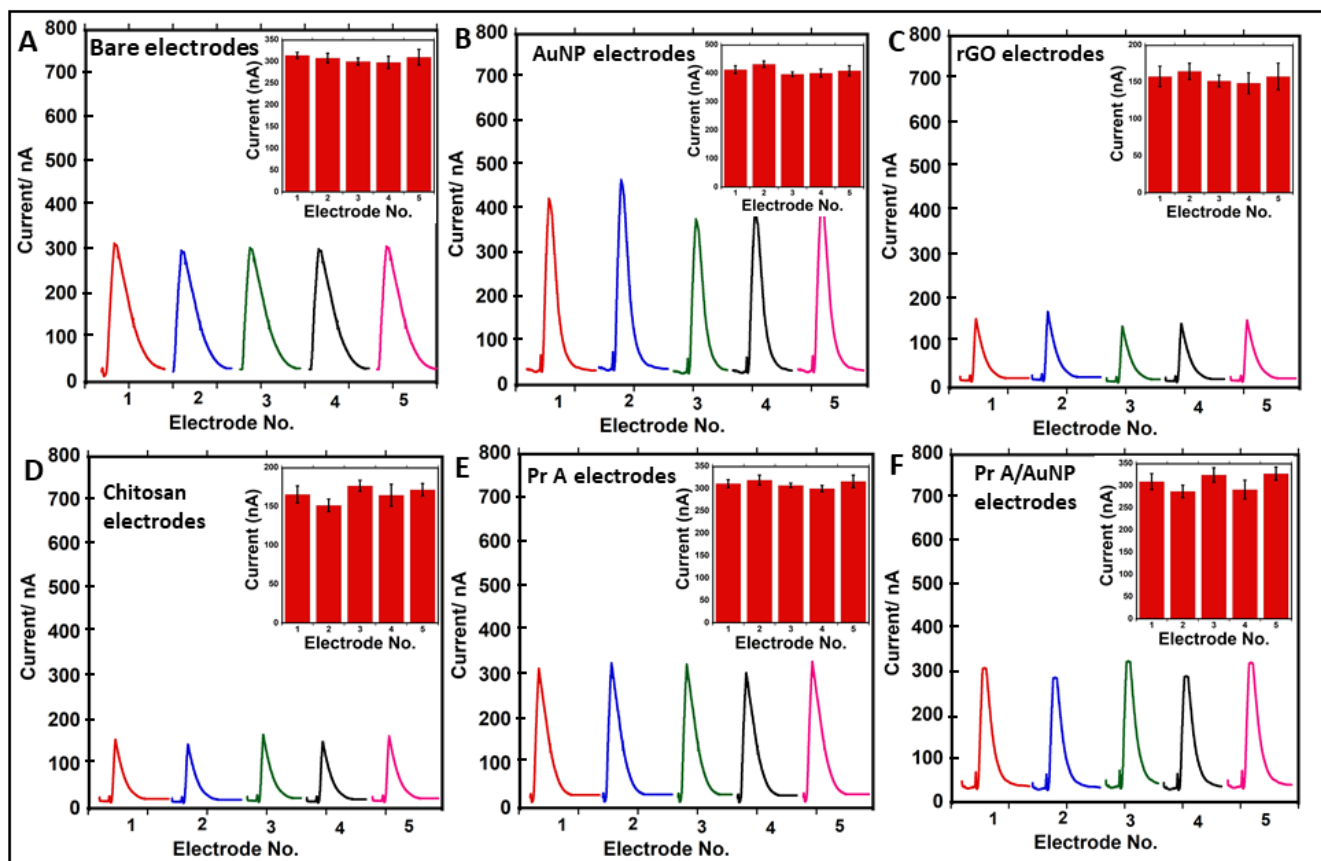 A
Bare electrodes
800
700
600
500
400
300
200
100
0
Current/ nA
1 2 3 4 5
Electrode No.
350
300
250
200
150
100
50
0
Current (nA)
1 2 3 4 5
Electrode No.
B
AuNP electrodes
800
700
600
500
400
300
200
100
0
Current/ nA
1 2 3 4 5
Electrode No.
500
400
300
200
100
0
Current (nA)
1 2 3 4 5
Electrode No.
C
rGO electrodes
800
700
600
500
400
300
200
100
0
Current/ nA
1 2 3 4 5
Electrode No.
200
150
100
50
0
Current (nA)
1 2 3 4 5
Electrode No.
D
Chitosan
electrodes
800
700
600
500
400
300
200
100
0
Current/ nA
1 2 3 4 5
Electrode No.
200
150
100
50
0
Current (nA)
1 2 3 4 5
Electrode No.
E
Pr A electrodes
800
700
600
500
400
300
200
100
0
Current/ nA
1 2 3 4 5
Electrode No.
350
300
250
200
150
100
50
0
Current (nA)
1 2 3 4 5
Electrode No.
F
Pr A/AuNP
electrodes
800
700
600
500
400
300
200
100
0
Current/ nA
1 2 3 4 5
Electrode No.
350
300
250
200
150
100
50
0
Current (nA)
1 2 3 4 5
Electrode No.